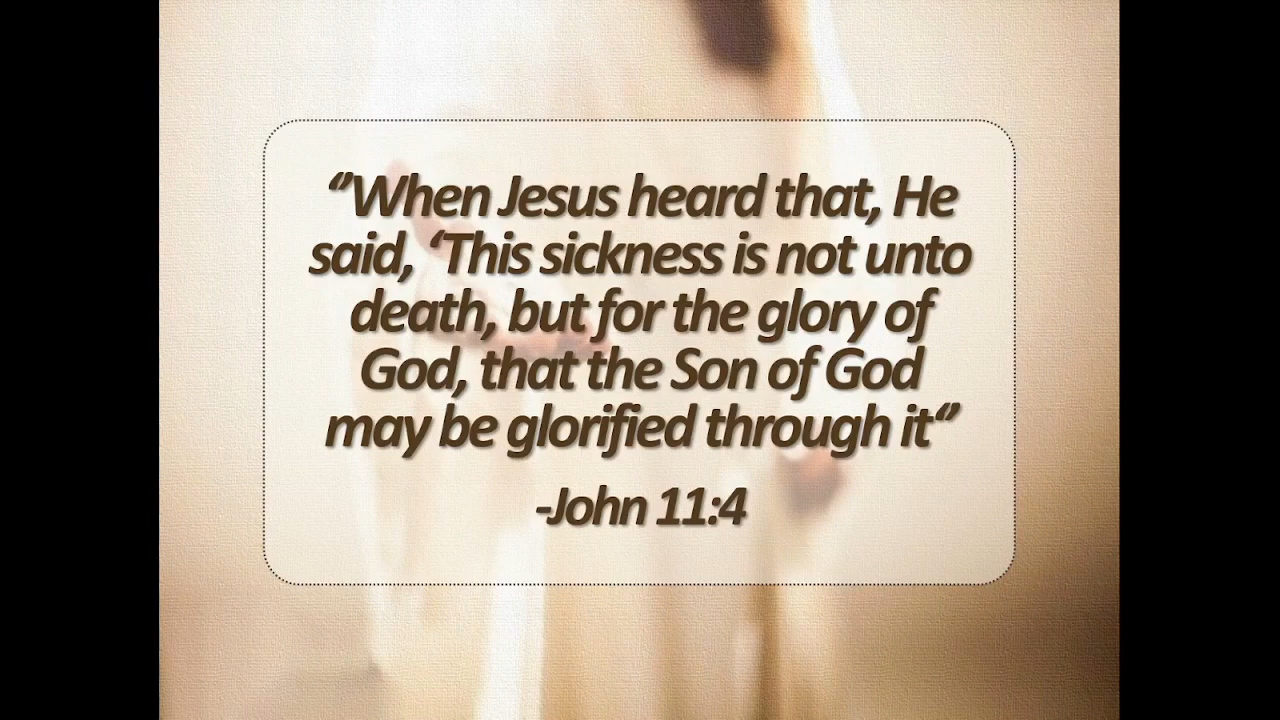 “When Jesus heard that, He
said, ‘This sickness is not unto
death, but for the glory of
God, that the Son of God
may be glorified through it“
-John 11:4